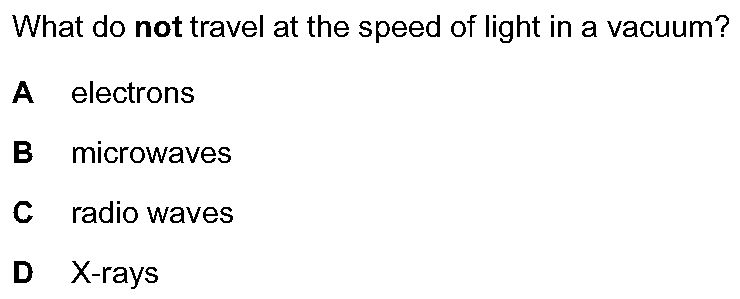 What do not travel at the speed of light in a vacuum?
A electrons
B microwaves
C radio waves
D X-rays